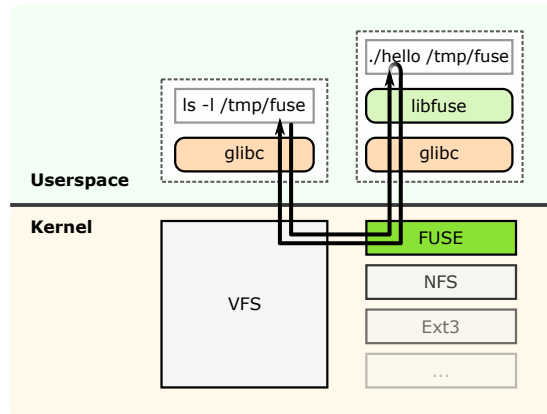 ./hello /tmp/fuse
ls -l /tmp/fuse
libfuse
glibc
glibc
Userspace
Kernel
FUSE
NFS
VFS
Ext3
...